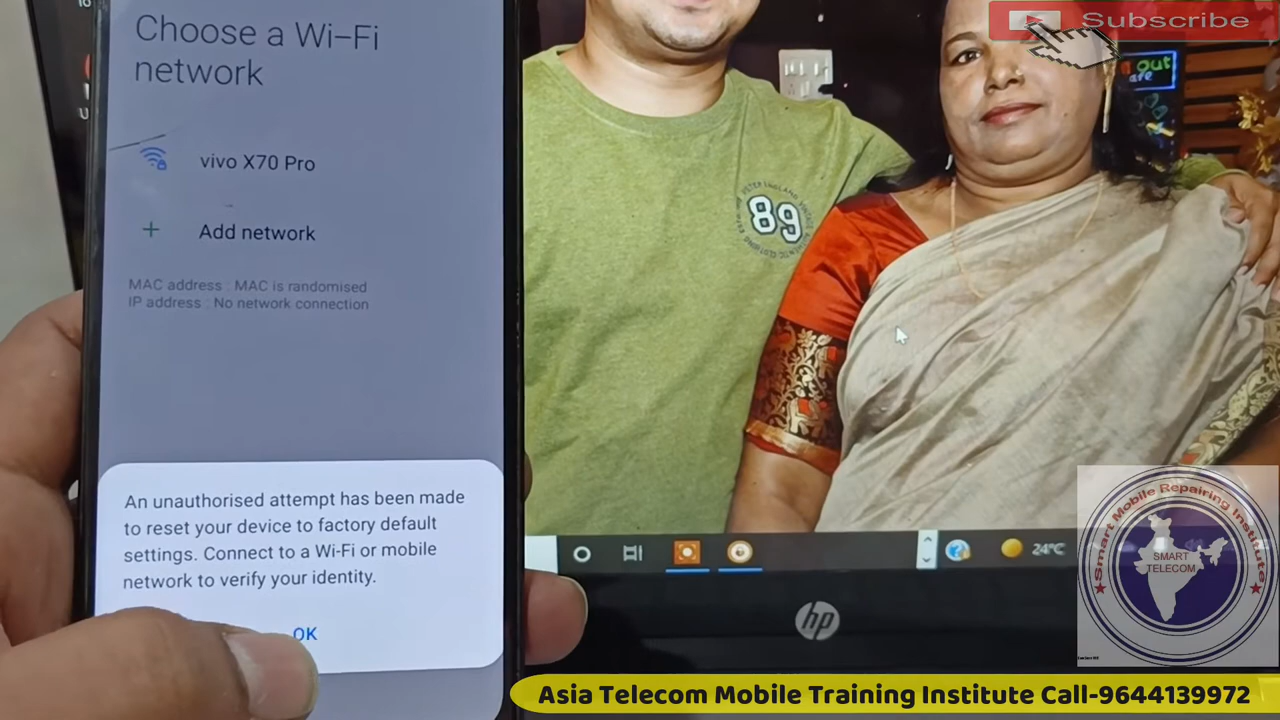 Choose a Wi-Fi
network
vivo X70 Pro
Add network
MAC address : MAC is randomised
IP address : No network connection
An unauthorised attempt has been made
to reset your device to factory default
settings. Connect to a Wi-Fi or mobile
network to verify your identity.
OK
Subscribe
out
89
24°C
hp
Smart Mobile Repairing Institute
SMART
TELECOM
Asia Telecom Mobile Training Institute Call-9644139972